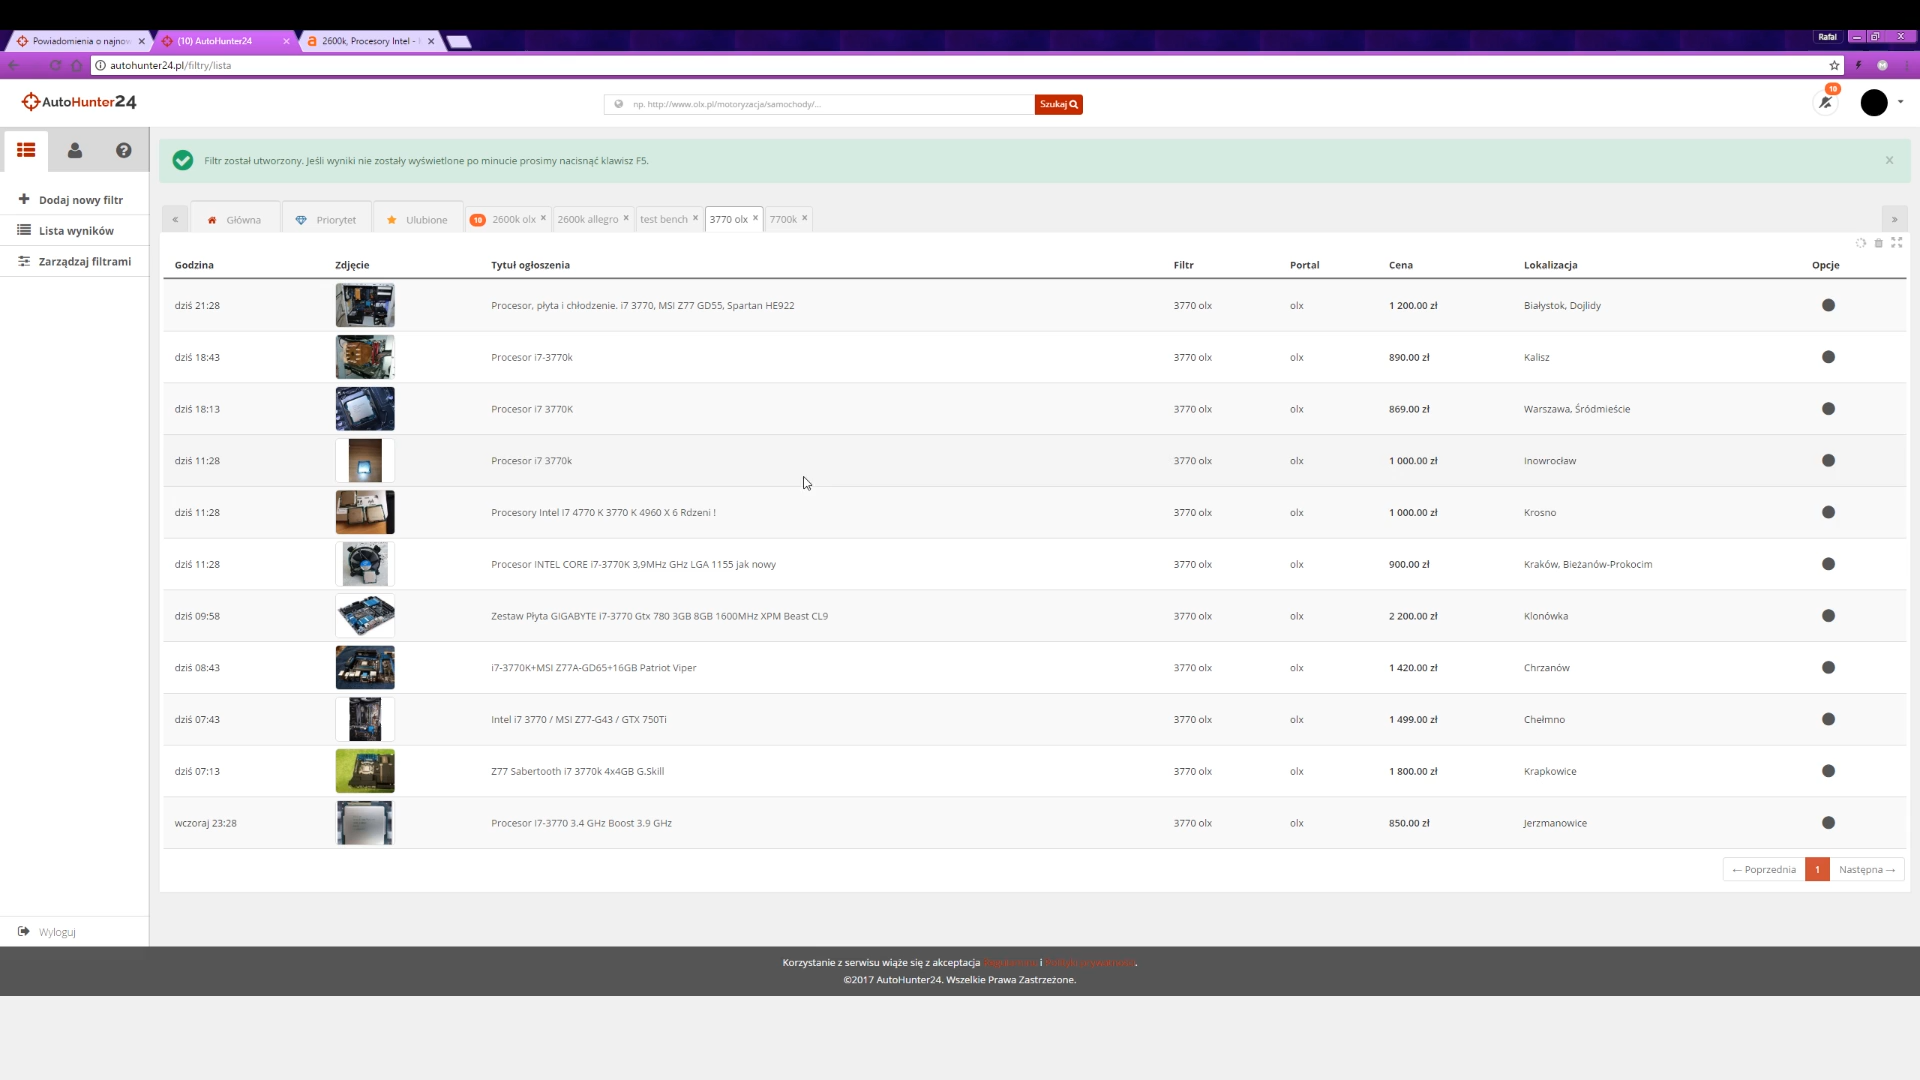 Powiadomienia o najnow
(10) AutoHunter24
2600k, Procesory Intel -
Rafał
autohunter24.pl/filtry/lista
AutoHunter24
np. http://www.olx.pl/motoryzacja/samochody/...
Szukaj
10
Filtr został utworzony. Jeśli wyniki nie zostały wyświetlone po minucie prosimy nacisnąć klawisz F5.
Dodaj nowy filtr
Lista wyników
Zarządzaj filtrami
« Główna Priorytet Ulubione 10 2600k olx × 2600k allegro × test bench × 3770 olx × 7700k × »
Godzina Zdjęcie Tytuł ogłoszenia Filtr Portal Cena Lokalizacja Opcje
dziś 21:28 Procesor, płyta i chłodzenie. i7 3770, MSI Z77 GD55, Spartan HE922 3770 olx olx 1 200.00 zł Białystok, Dojlidy
dziś 18:43 Procesor i7-3770k 3770 olx olx 890.00 zł Kalisz
dziś 18:13 Procesor i7 3770K 3770 olx olx 869.00 zł Warszawa, Śródmieście
dziś 11:28 Procesor i7 3770k 3770 olx olx 1 000.00 zł Inowrocław
dziś 11:28 Procesory Intel I7 4770 K 3770 K 4960 X 6 Rdzeni ! 3770 olx olx 1 000.00 zł Krosno
dziś 11:28 Procesor INTEL CORE i7-3770K 3,9MHz GHz LGA 1155 jak nowy 3770 olx olx 900.00 zł Kraków, Bieżanów-Prokocim
dziś 09:58 Zestaw Płyta GIGABYTE i7-3770 Gtx 780 3GB 8GB 1600MHz XPM Beast CL9 3770 olx olx 2 200.00 zł Klonówka
dziś 08:43 i7-3770K+MSI Z77A-GD65+16GB Patriot Viper 3770 olx olx 1 420.00 zł Chrzanów
dziś 07:43 Intel i7 3770 / MSI Z77-G43 / GTX 750Ti 3770 olx olx 1 499.00 zł Chełmno
dziś 07:13 Z77 Sabertooth i7 3770k 4x4GB G.Skill 3770 olx olx 1 800.00 zł Krapkowice
wczoraj 23:28 Procesor I7-3770 3.4 GHz Boost 3.9 GHz 3770 olx olx 850.00 zł Jerzmanowice
← Poprzednia 1 Następna →
Wyloguj
Korzystanie z serwisu wiąże się z akceptacja i
©2017 AutoHunter24. Wszelkie Prawa Zastrzeżone.